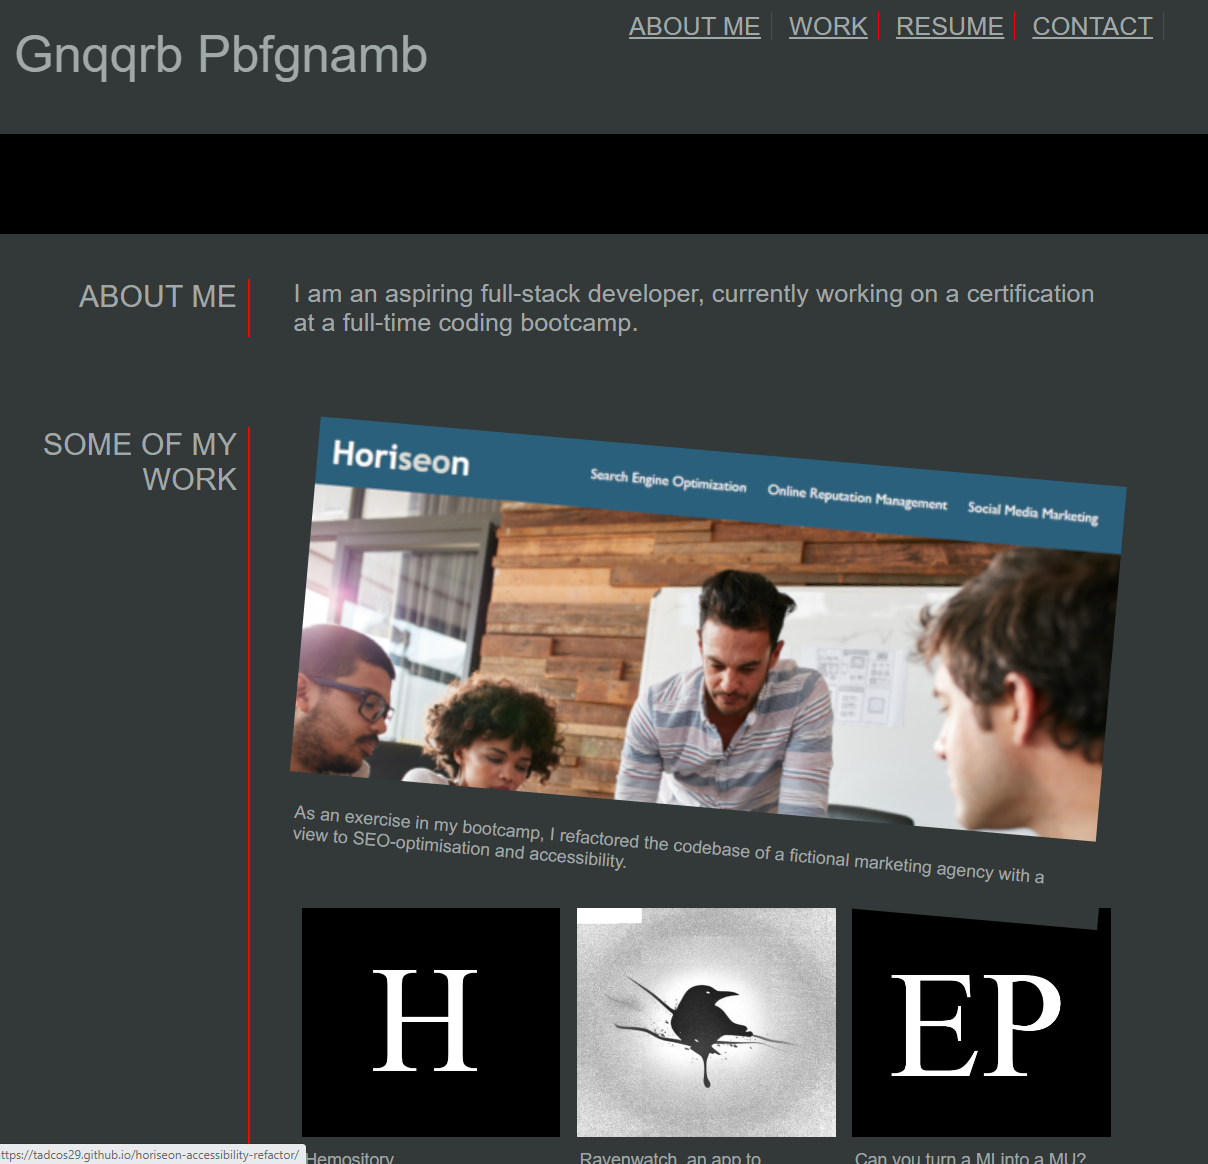 Gnqqrb Pbfgnamb
ABOUT ME
WORK
RESUME
CONTACT
ABOUT ME
I am an aspiring full-stack developer, currently working on a certification
at a full-time coding bootcamp.
SOME OF MY
WORK
Horiseon
Search Engine Optimization
Online Reputation Management
Social Media Marketing
As an exercise in my bootcamp, I refactored the codebase of a fictional marketing agency with a
view to SEO-optimisation and accessibility.
H
EP
Hemository
Ravenwatch, an app to
Can you turn a MI into a MU?
ttps://tadcos29.github.io/horiseon-accessibility-refactor/